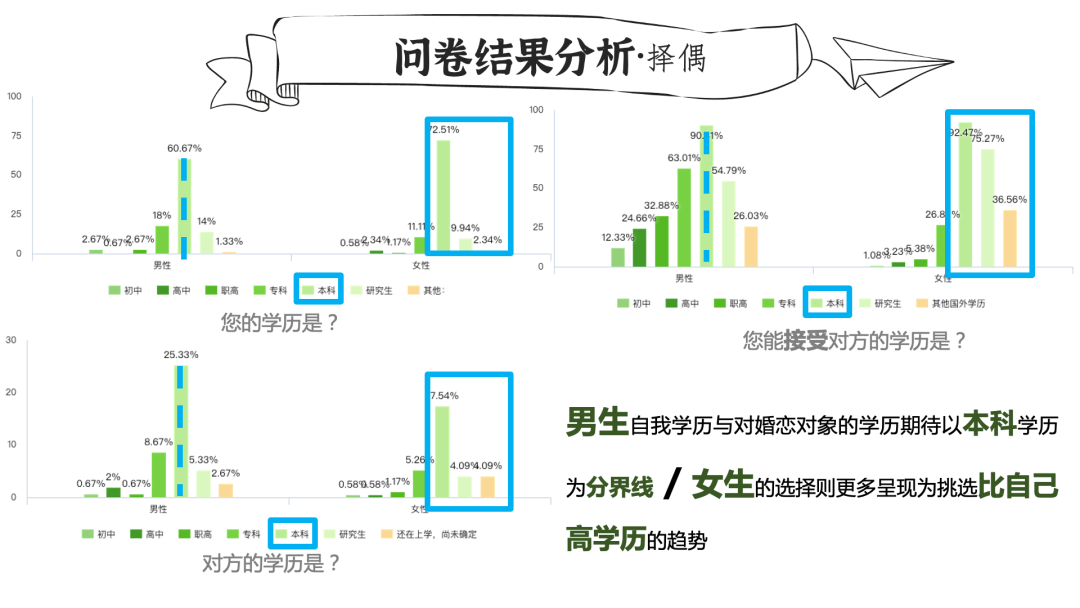 问卷结果分析·择偶
100
75
50
25
0
2.67%
0.67%
2.67%
18%
60.67%
14%
1.33%
0.58%
2.34%
1.17%
11.11%
72.51%
9.94%
2.34%
男性
女性
初中
高中
职高
专科
本科
研究生
其他:
您的学历是？
100
75
50
25
0
12.33%
24.66%
32.88%
63.01%
54.79%
26.03%
1.08%
3.23%
5.38%
92.47%
75.27%
36.56%
男性
女性
初中
高中
职高
专科
本科
研究生
其他国外学历
您能接受对方的学历是？
30
20
10
0
0.67%
2%
0.67%
8.67%
25.33%
5.33%
2.67%
0.58%
0.58%
1.17%
5.26%
7.54%
4.09%
4.09%
男性
女性
初中
高中
职高
专科
本科
研究生
还在上学，尚未确定
对方的学历是？
男生自我学历与对婚恋对象的学历期待以本科学历
为分界线 / 女生的选择则更多呈现为挑选比自己
高学历的趋势